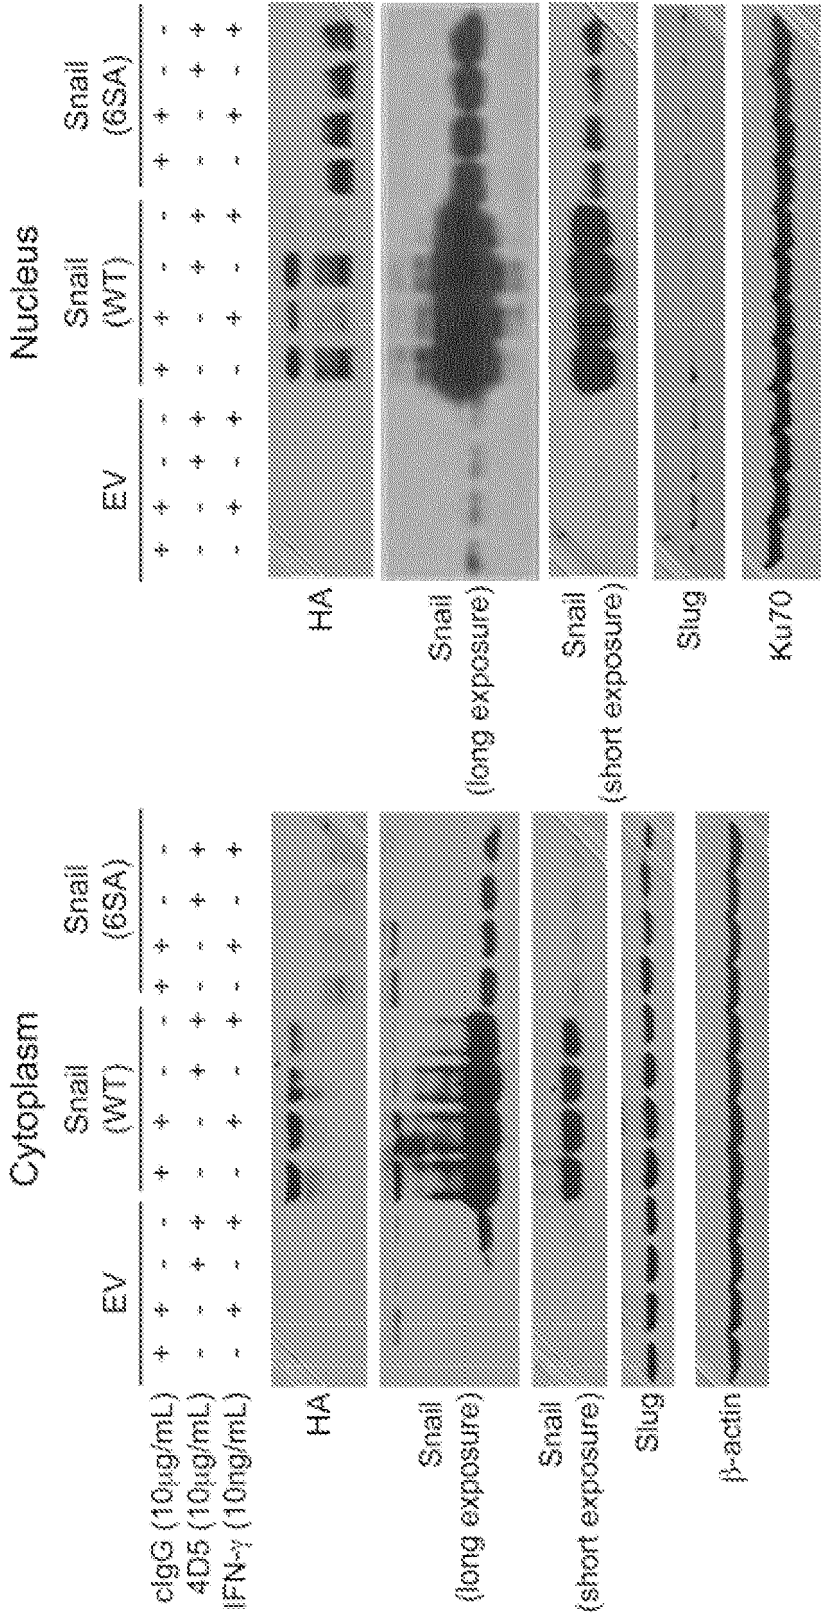 Cytoplasm
EV
Snail
(WT)
Snail
(6SA)
cIgG (10µg/mL) + + - - + + - - + + - -
4D5 (10µg/mL) - - + + - - + + - - + +
IFN-γ (10ng/mL) - + - + - + - + - + - +
HA
Snail
(long exposure)
Snail
(short exposure)
Slug
β-actin
Nucleus
EV
Snail
(WT)
Snail
(6SA)
+ + - - + + - - + + - -
- - + + - - + + - - + +
- + - + - + - + - + - +
HA
Snail
(long exposure)
Snail
(short exposure)
Slug
Ku70